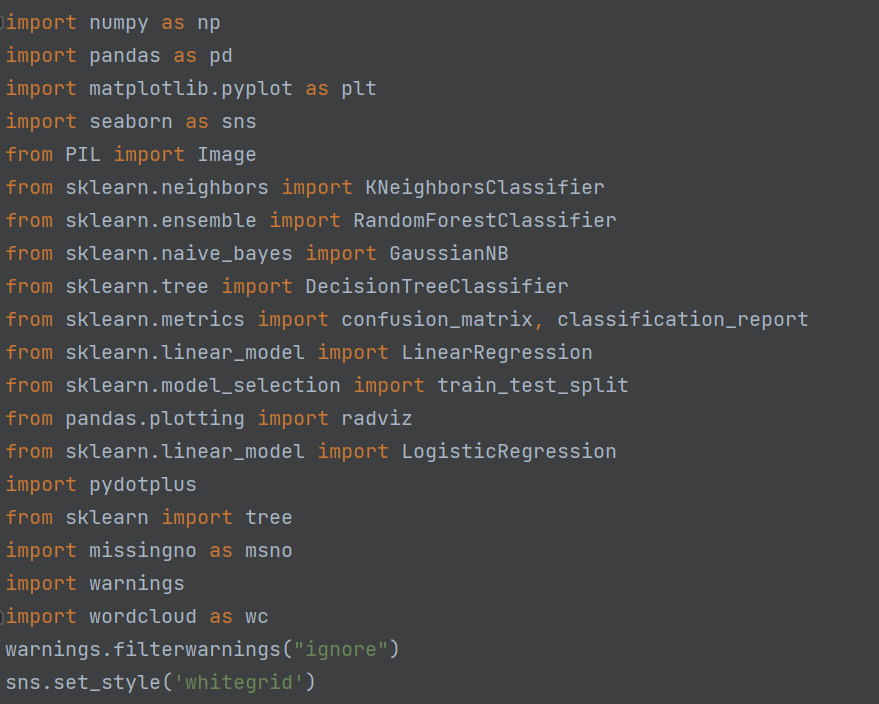 import numpy as np
import pandas as pd
import matplotlib.pyplot as plt
import seaborn as sns
from PIL import Image
from sklearn.neighbors import KNeighborsClassifier
from sklearn.ensemble import RandomForestClassifier
from sklearn.naive_bayes import GaussianNB
from sklearn.tree import DecisionTreeClassifier
from sklearn.metrics import confusion_matrix, classification_report
from sklearn.linear_model import LinearRegression
from sklearn.model_selection import train_test_split
from pandas.plotting import radviz
from sklearn.linear_model import LogisticRegression
import pydotplus
from sklearn import tree
import missingno as msno
import warnings
import wordcloud as wc
warnings.filterwarnings("ignore")
sns.set_style('whitegrid')